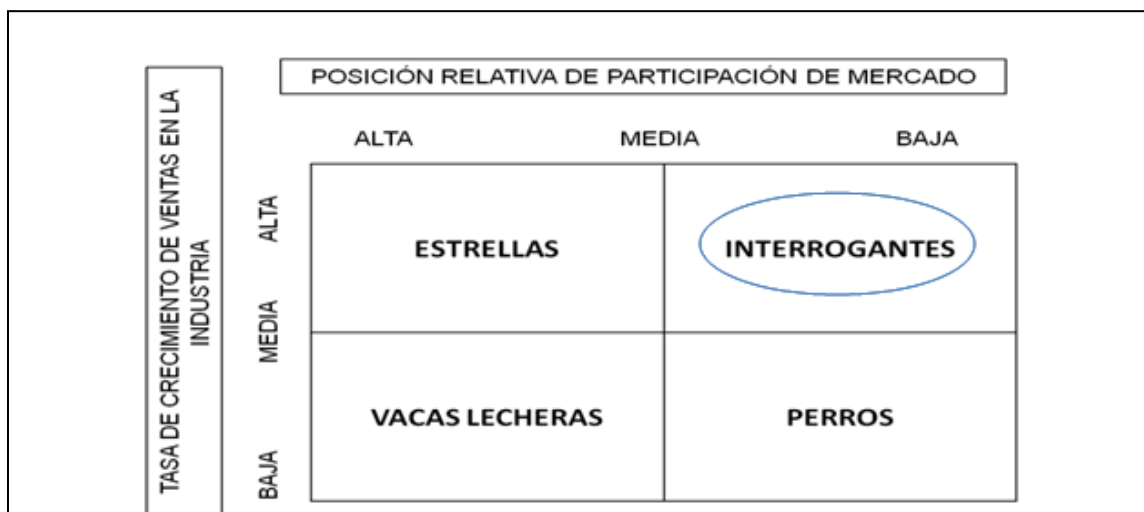 POSICIÓN RELATIVA DE PARTICIPACIÓN DE MERCADO
ALTA MEDIA BAJA
TASA DE CRECIMIENTO DE VENTAS EN LA
INDUSTRIA
ALTA
ESTRELLAS INTERROGANTES
MEDIA
VACAS LECHERAS PERROS
BAJA